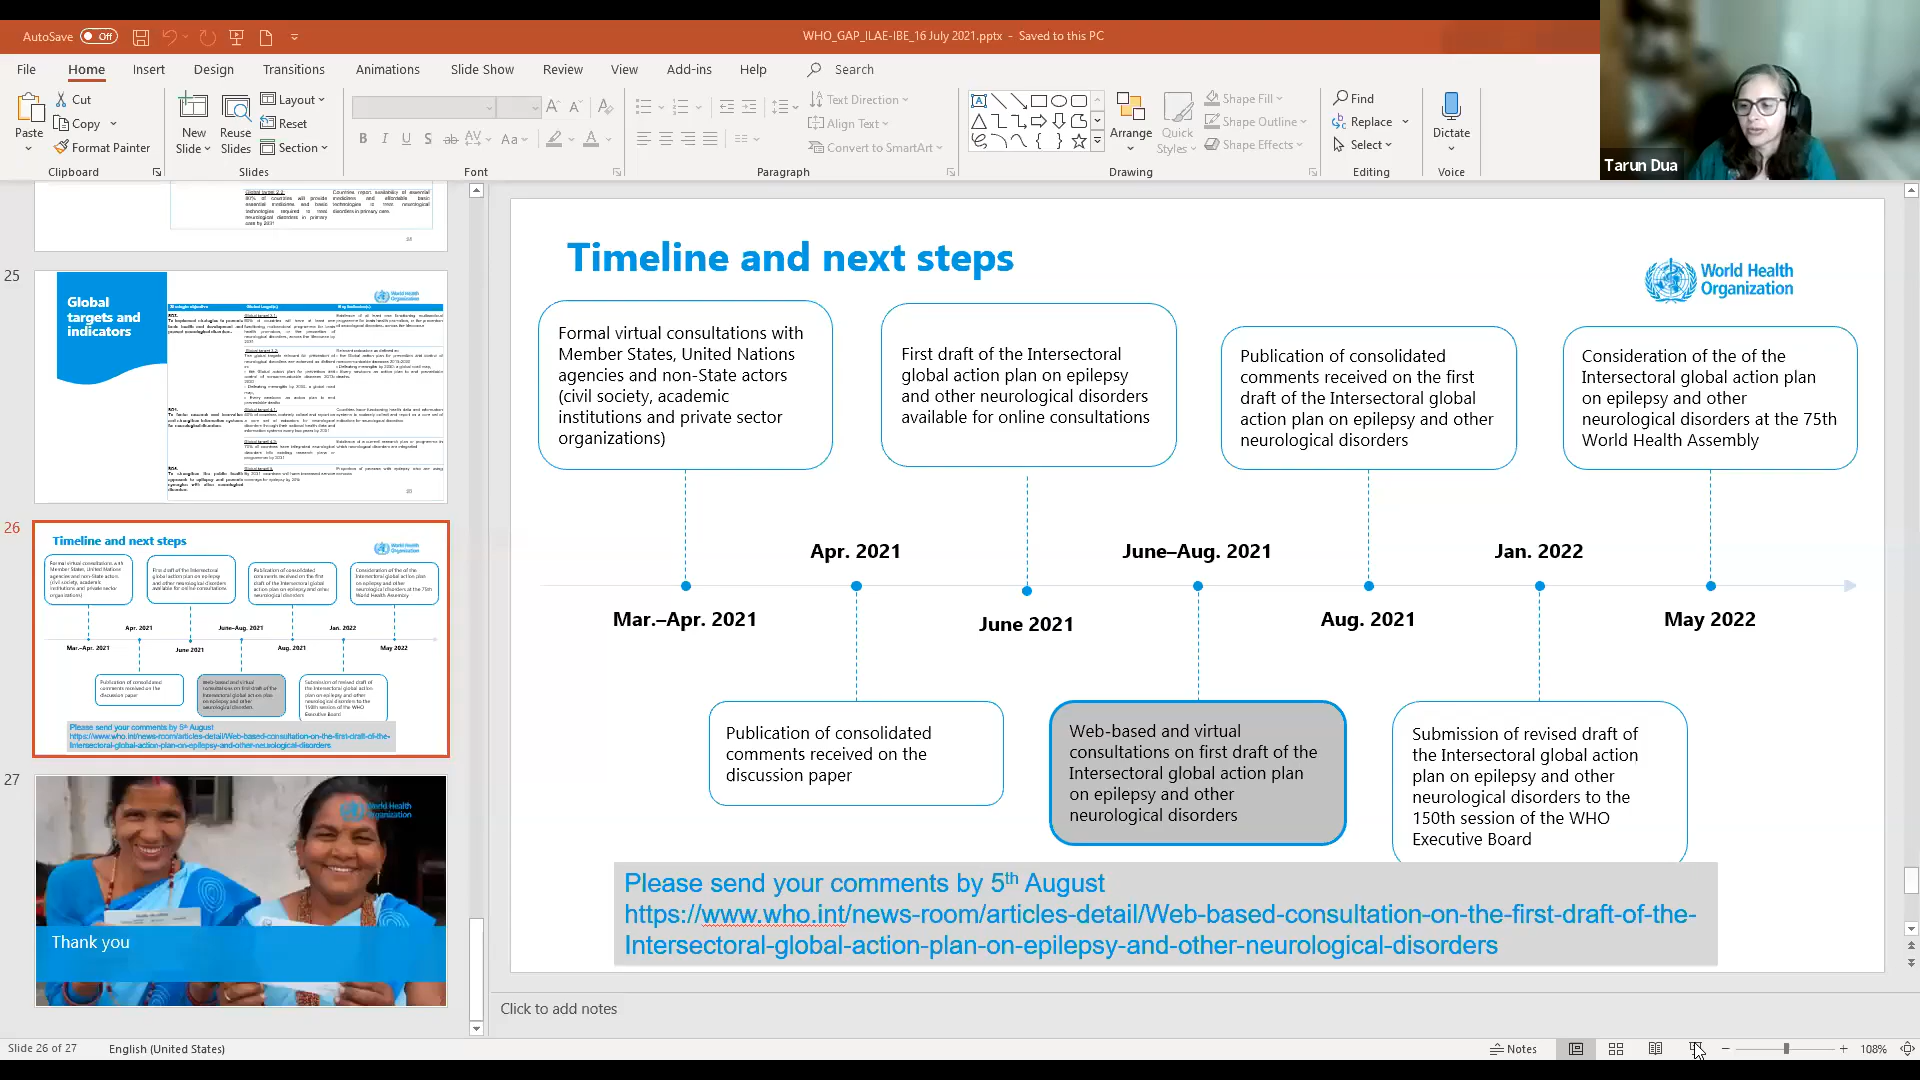 AutoSave Off
WHO_GAP_ILAE-IBE_16 July 2021.pptx - Saved to this PC
File Home Insert Design Transitions Animations Slide Show Review View Add-ins Help Search
Paste
Cut
Copy
Format Painter
Clipboard
New Slide
Reuse Slides
Layout
Reset
Section
Slides
Font
Text Direction
Align Text
Convert to SmartArt
Paragraph
Arrange
Quick Styles
Shape Fill
Shape Outline
Shape Effects
Drawing
Find
Replace
Select
Editing
Dictate
Voice
Tarun Dua
25
Global
targets and
indicators
26
Timeline and next steps
27
World Health
Organization
Thank you
Timeline and next steps
World Health
Organization
Formal virtual consultations with
Member States, United Nations
agencies and non-State actors
(civil society, academic
institutions and private sector
organizations)
First draft of the Intersectoral
global action plan on epilepsy
and other neurological disorders
available for online consultations
Publication of consolidated
comments received on the first
draft of the Intersectoral global
action plan on epilepsy and other
neurological disorders
Consideration of the of the
Intersectoral global action plan
on epilepsy and other
neurological disorders at the 75th
World Health Assembly
Apr. 2021
June–Aug. 2021
Jan. 2022
Mar.–Apr. 2021
June 2021
Aug. 2021
May 2022
Publication of consolidated
comments received on the
discussion paper
Web-based and virtual
consultations on first draft of the
Intersectoral global action plan
on epilepsy and other
neurological disorders
Submission of revised draft of
the Intersectoral global action
plan on epilepsy and other
neurological disorders to the
150th session of the WHO
Executive Board
Please send your comments by 5th August
https://www.who.int/news-room/articles-detail/Web-based-consultation-on-the-first-draft-of-the-
Intersectoral-global-action-plan-on-epilepsy-and-other-neurological-disorders
Click to add notes
Slide 26 of 27
English (United States)
Notes
108%